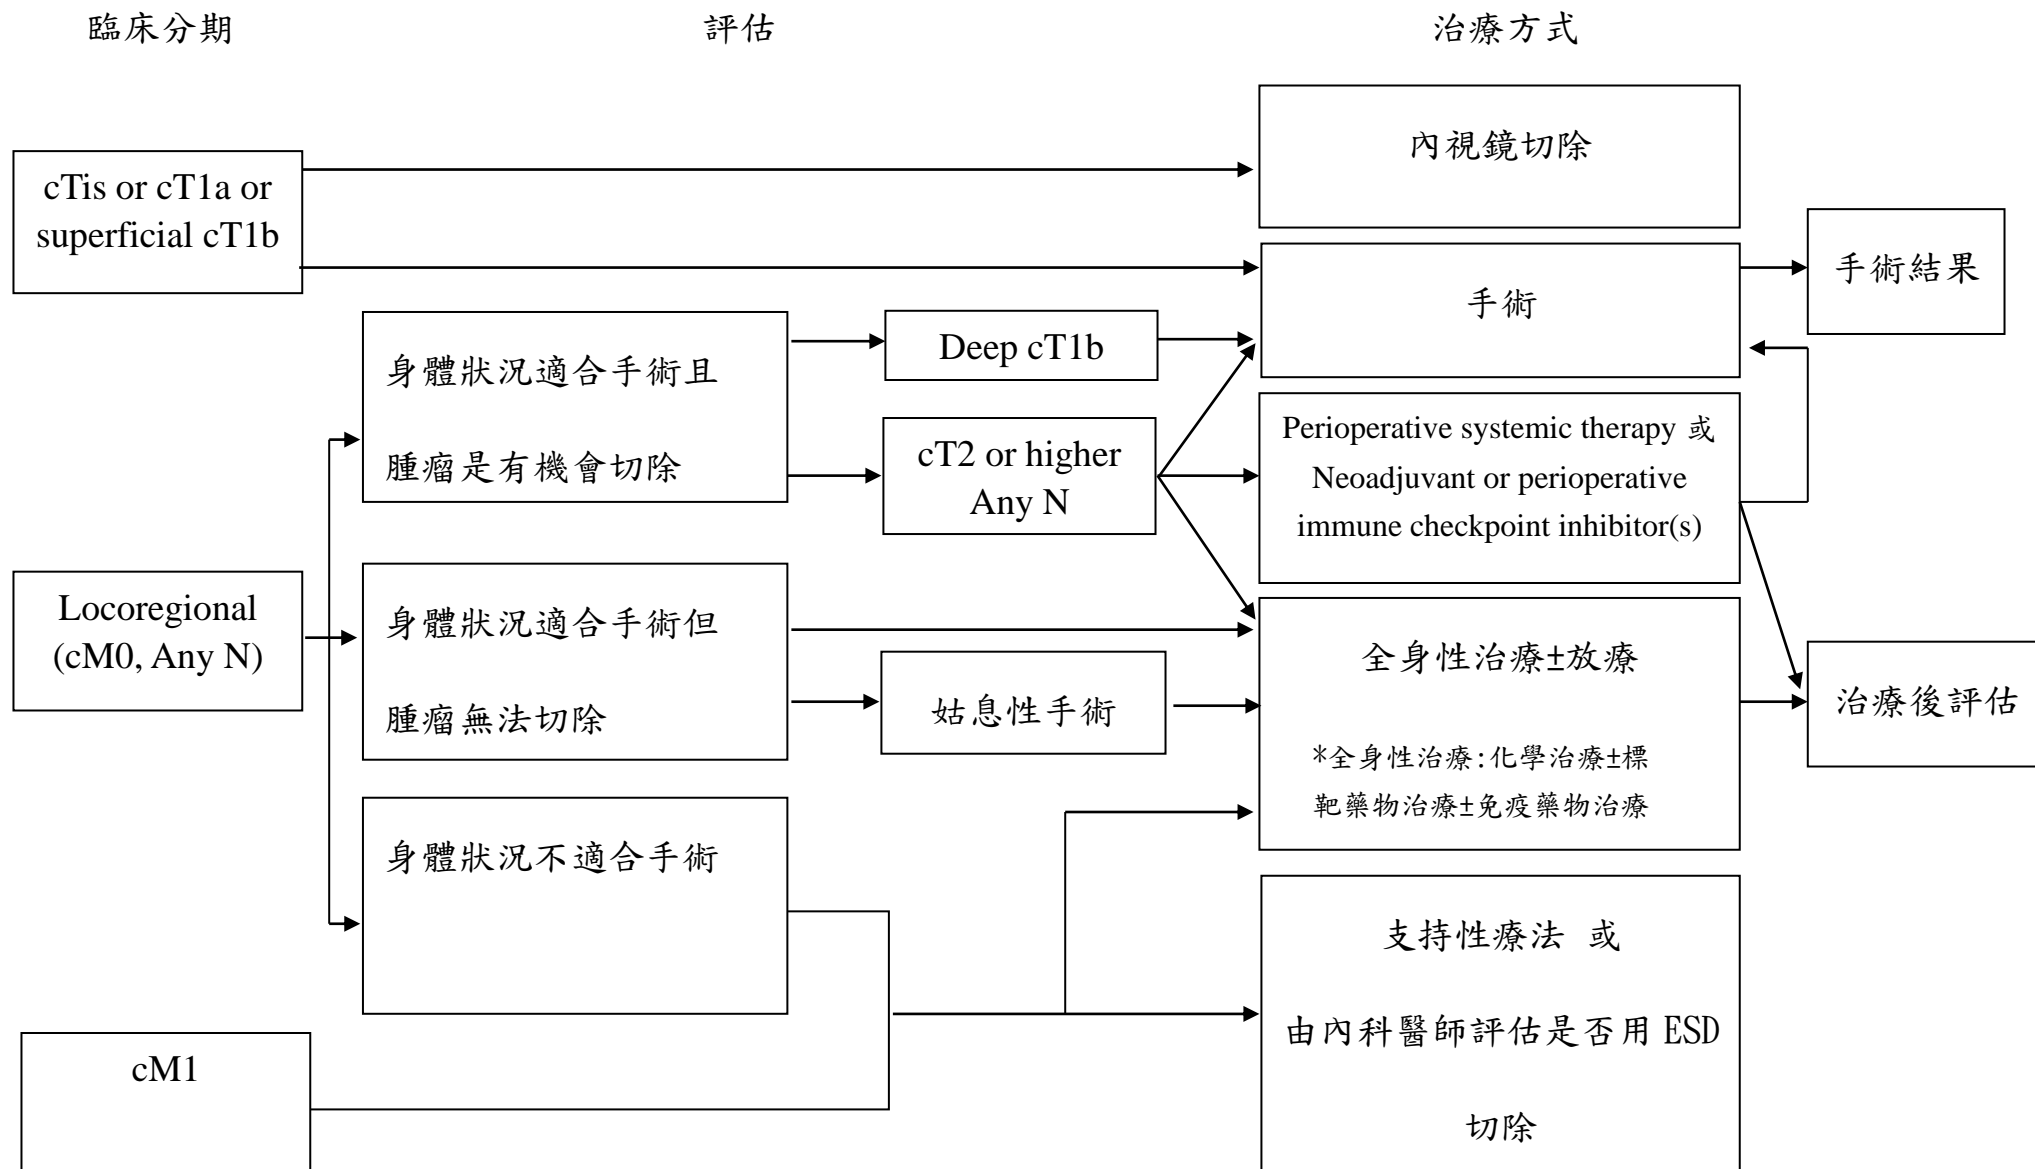 臨床分期
評估
治療方式
內視鏡切除
cTis or cT1a or
superficial cT1b
手術
手術結果
身體狀況適合手術且
腫瘤是有機會切除
Deep cT1b
cT2 or higher
Any N
Perioperative systemic therapy 或
Neoadjuvant or perioperative
immune checkpoint inhibitor(s)
Locoregional
(cM0, Any N)
身體狀況適合手術但
腫瘤無法切除
姑息性手術
全身性治療±放療
*全身性治療:化學治療±標
靶藥物治療±免疫藥物治療
治療後評估
身體狀況不適合手術
支持性療法 或
由內科醫師評估是否用 ESD
切除
cM1